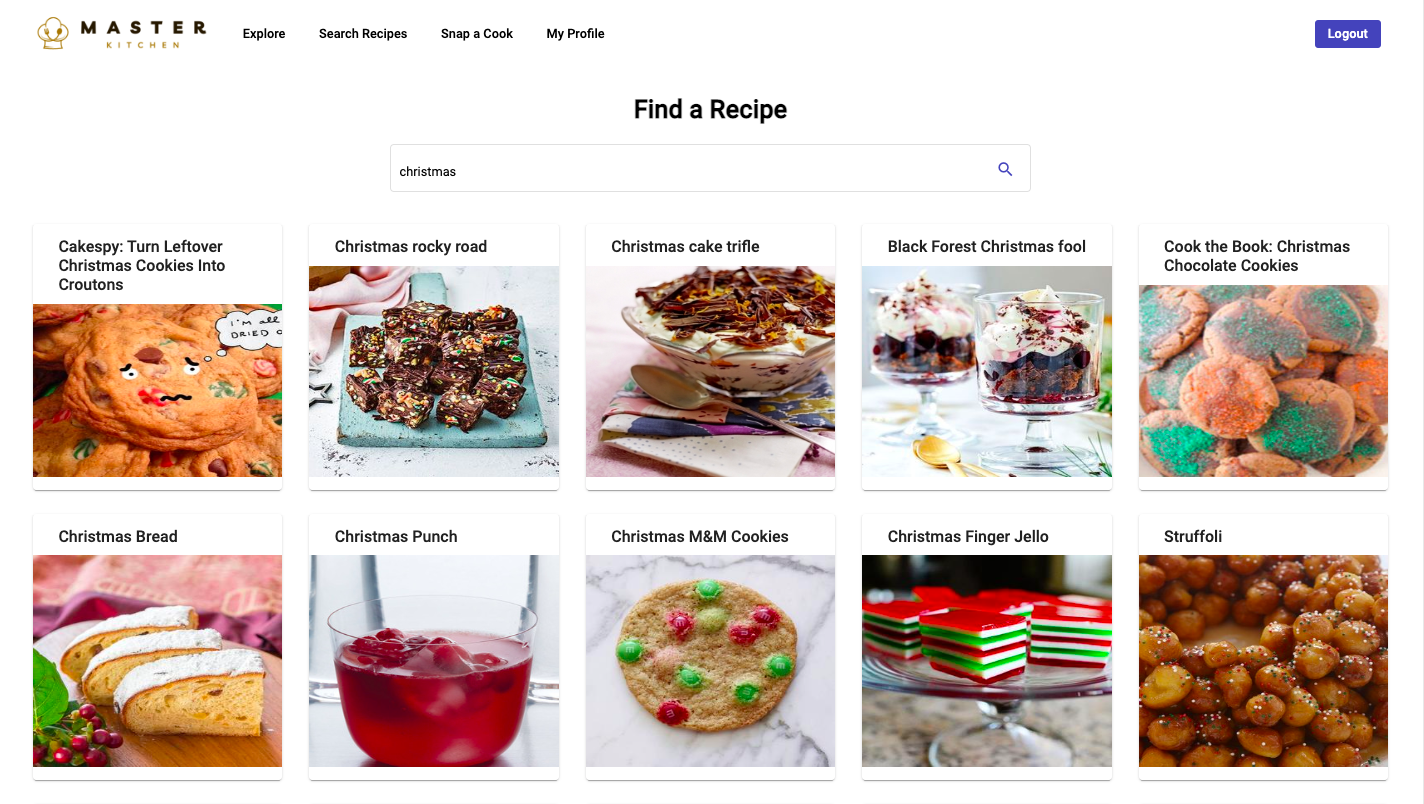 MASTER
KITCHEN
Explore
Search Recipes
Snap a Cook
My Profile
Logout
Find a Recipe
christmas
Cakespy: Turn Leftover
Christmas Cookies Into
Croutons
Christmas rocky road
Christmas cake trifle
Black Forest Christmas fool
Cook the Book: Christmas
Chocolate Cookies
I'M all
DRIED
Christmas Bread
Christmas Punch
Christmas M&M Cookies
Christmas Finger Jello
Struffoli
m
m
m
m